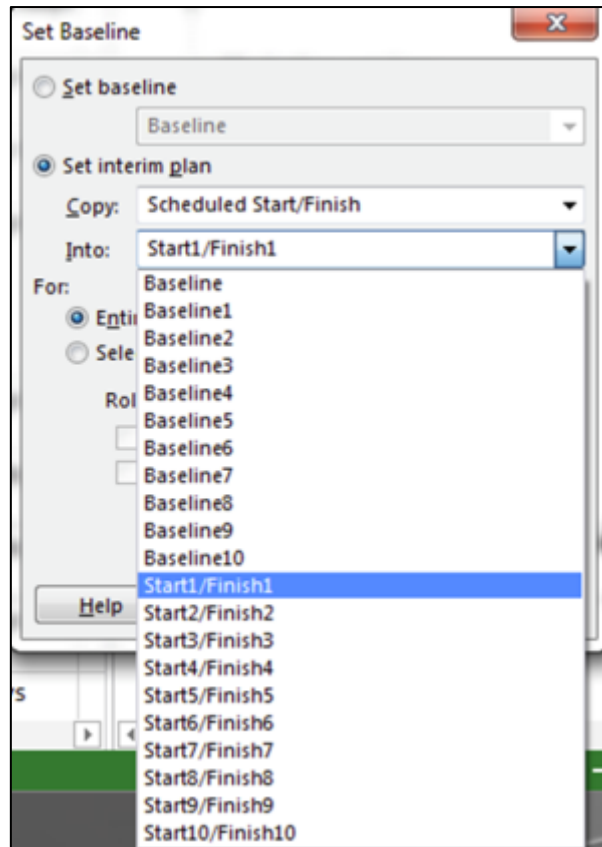 Set Baseline
Set baseline
Baseline
Set interim plan
Copy: Scheduled Start/Finish
Into: Start1/Finish1
For:
Baseline
Baseline1
Baseline2
Baseline3
Baseline4
Baseline5
Baseline6
Baseline7
Baseline8
Baseline9
Baseline10
Start1/Finish1
Help
Start2/Finish2
Start3/Finish3
Start4/Finish4
Start5/Finish5
Start6/Finish6
Start7/Finish7
Start8/Finish8
Start9/Finish9
Start10/Finish10